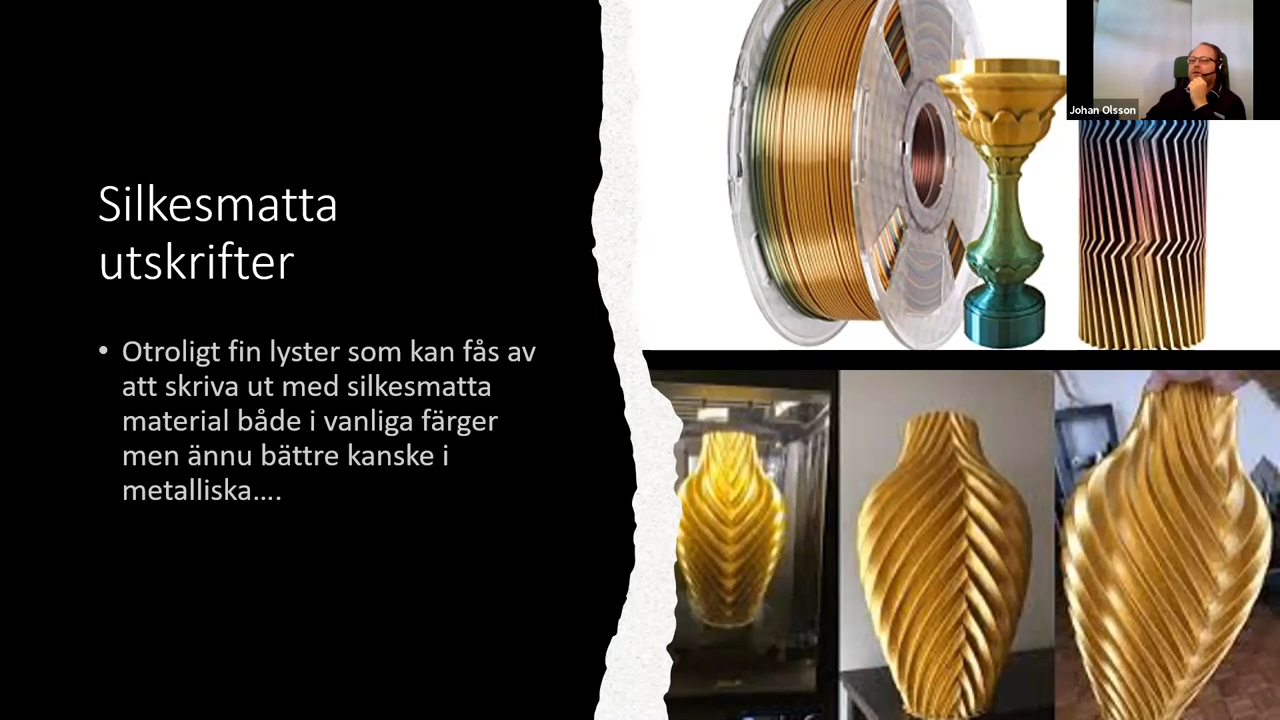 Silkesmatta
utskrifter
• Otroligt fin lyster som kan fås av
att skriva ut med silkesmatta
material både i vanliga färger
men ännu bättre kanske i
metalliska….
Johan Olsson